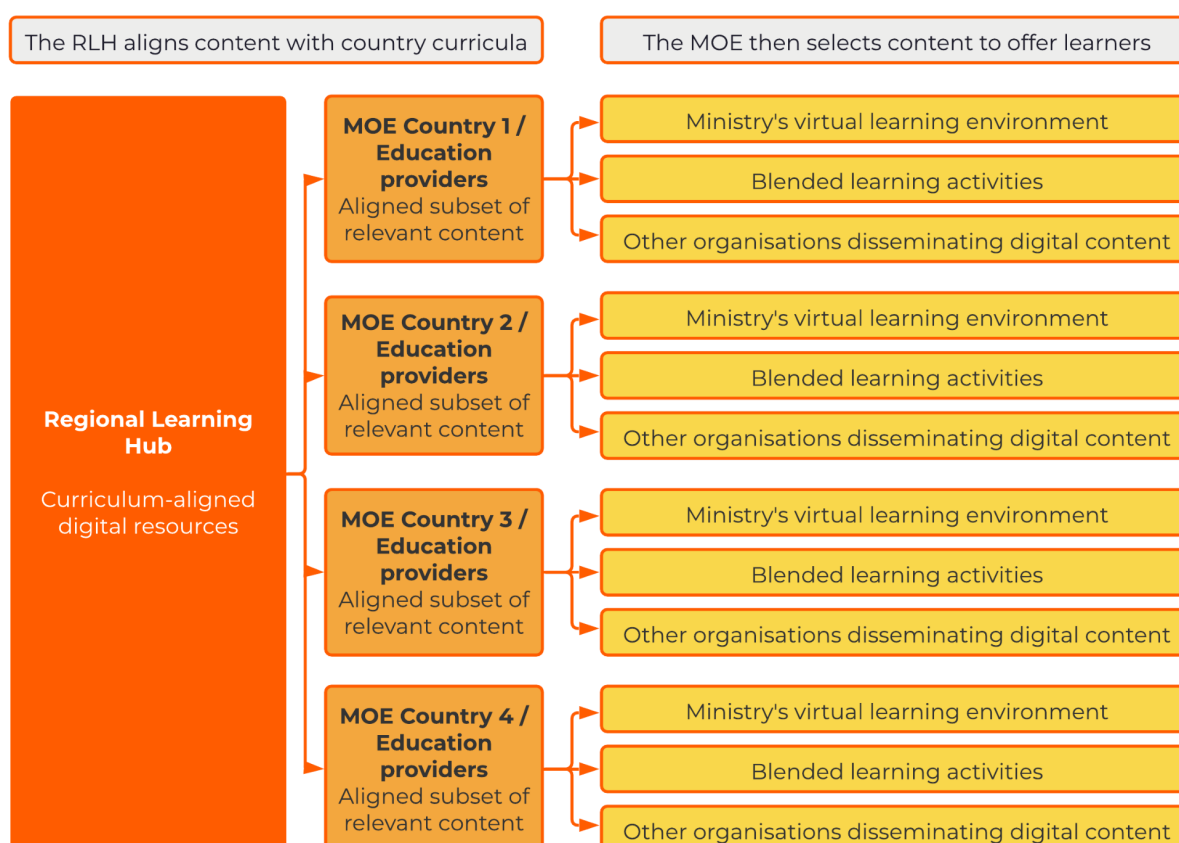 The RLH aligns content with country curricula
The MOE then selects content to offer learners
Regional Learning
Hub
Curriculum-aligned
digital resources
MOE Country 1 /
Education
providers
Aligned subset of
relevant content
Ministry's virtual learning environment
Blended learning activities
Other organisations disseminating digital content
MOE Country 2 /
Education
providers
Aligned subset of
relevant content
Ministry's virtual learning environment
Blended learning activities
Other organisations disseminating digital content
MOE Country 3 /
Education
providers
Aligned subset of
relevant content
Ministry's virtual learning environment
Blended learning activities
Other organisations disseminating digital content
MOE Country 4 /
Education
providers
Aligned subset of
relevant content
Ministry's virtual learning environment
Blended learning activities
Other organisations disseminating digital content